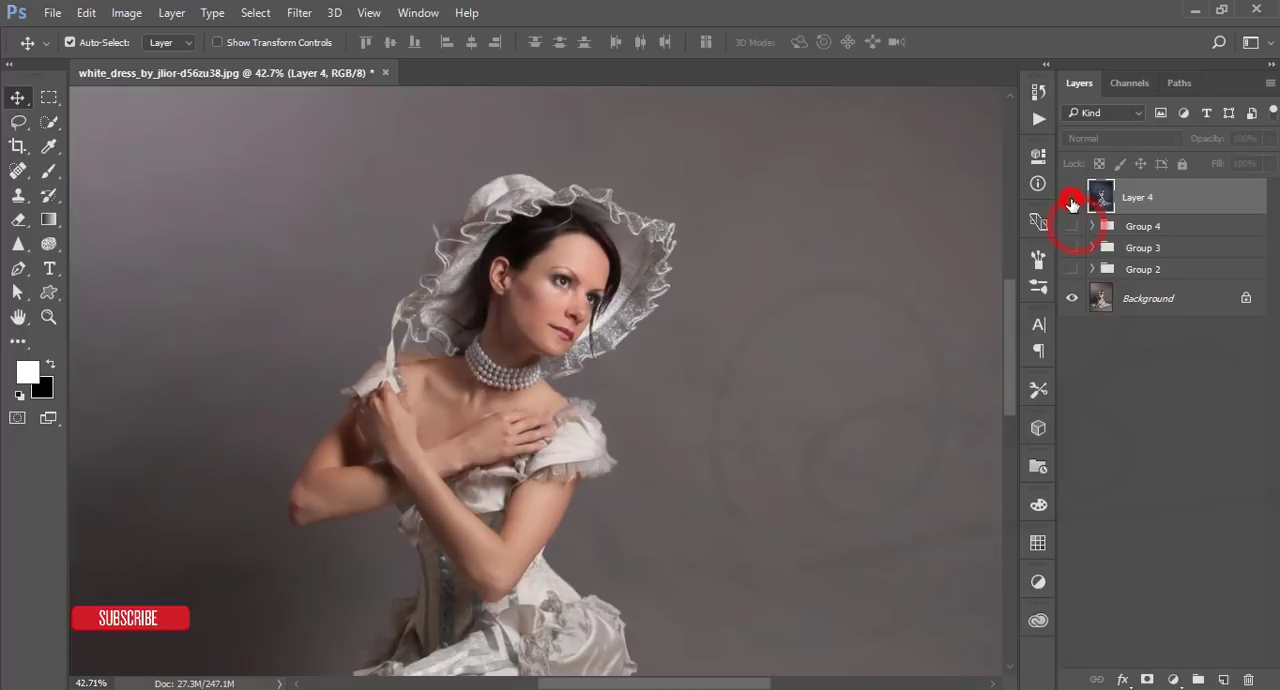 Ps File Edit Image Layer Type Select Filter 3D View Window Help
Auto-Select: Layer Show Transform Controls 3D Mode:
white_dress_by_jlior-d56zu38.jpg @ 42.7% (Layer 4, RGB/8) * ×
Layers Channels Paths
Kind
Normal Opacity: 100%
Lock: Fill: 100%
Layer 4
Group 4
Group 3
Group 2
Background
SUBSCRIBE
42.71% Doc: 27.3M/247.1M